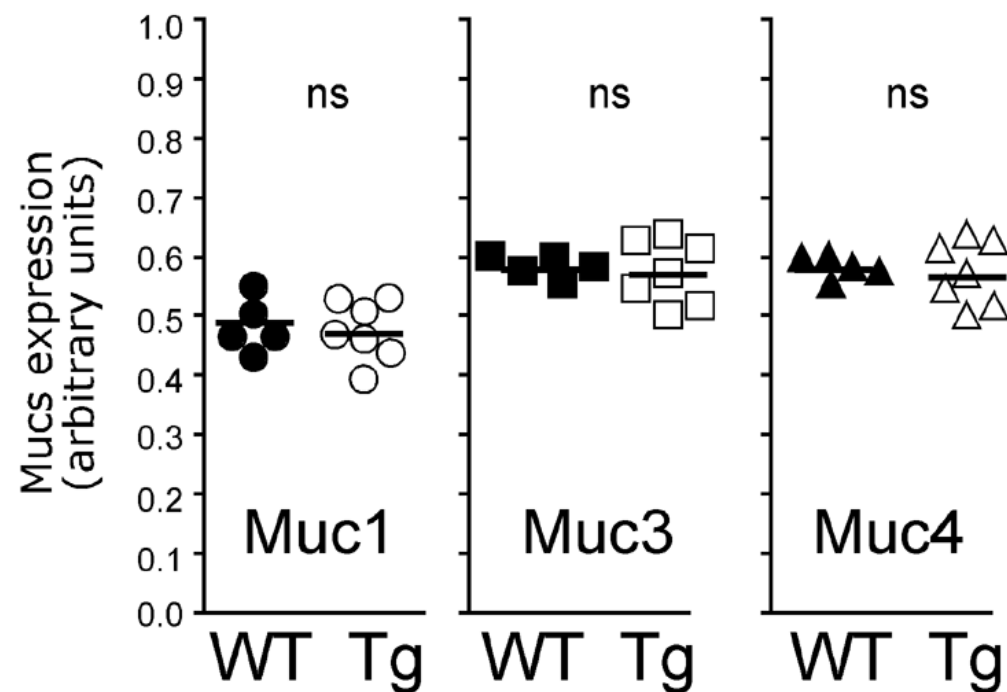 Mucs expression
(arbitrary units)
1.0
0.9
0.8
0.7
0.6
0.5
0.4
0.3
0.2
0.1
0.0
ns
ns
ns
Muc1
Muc3
Muc4
WT Tg
WT Tg
WT Tg